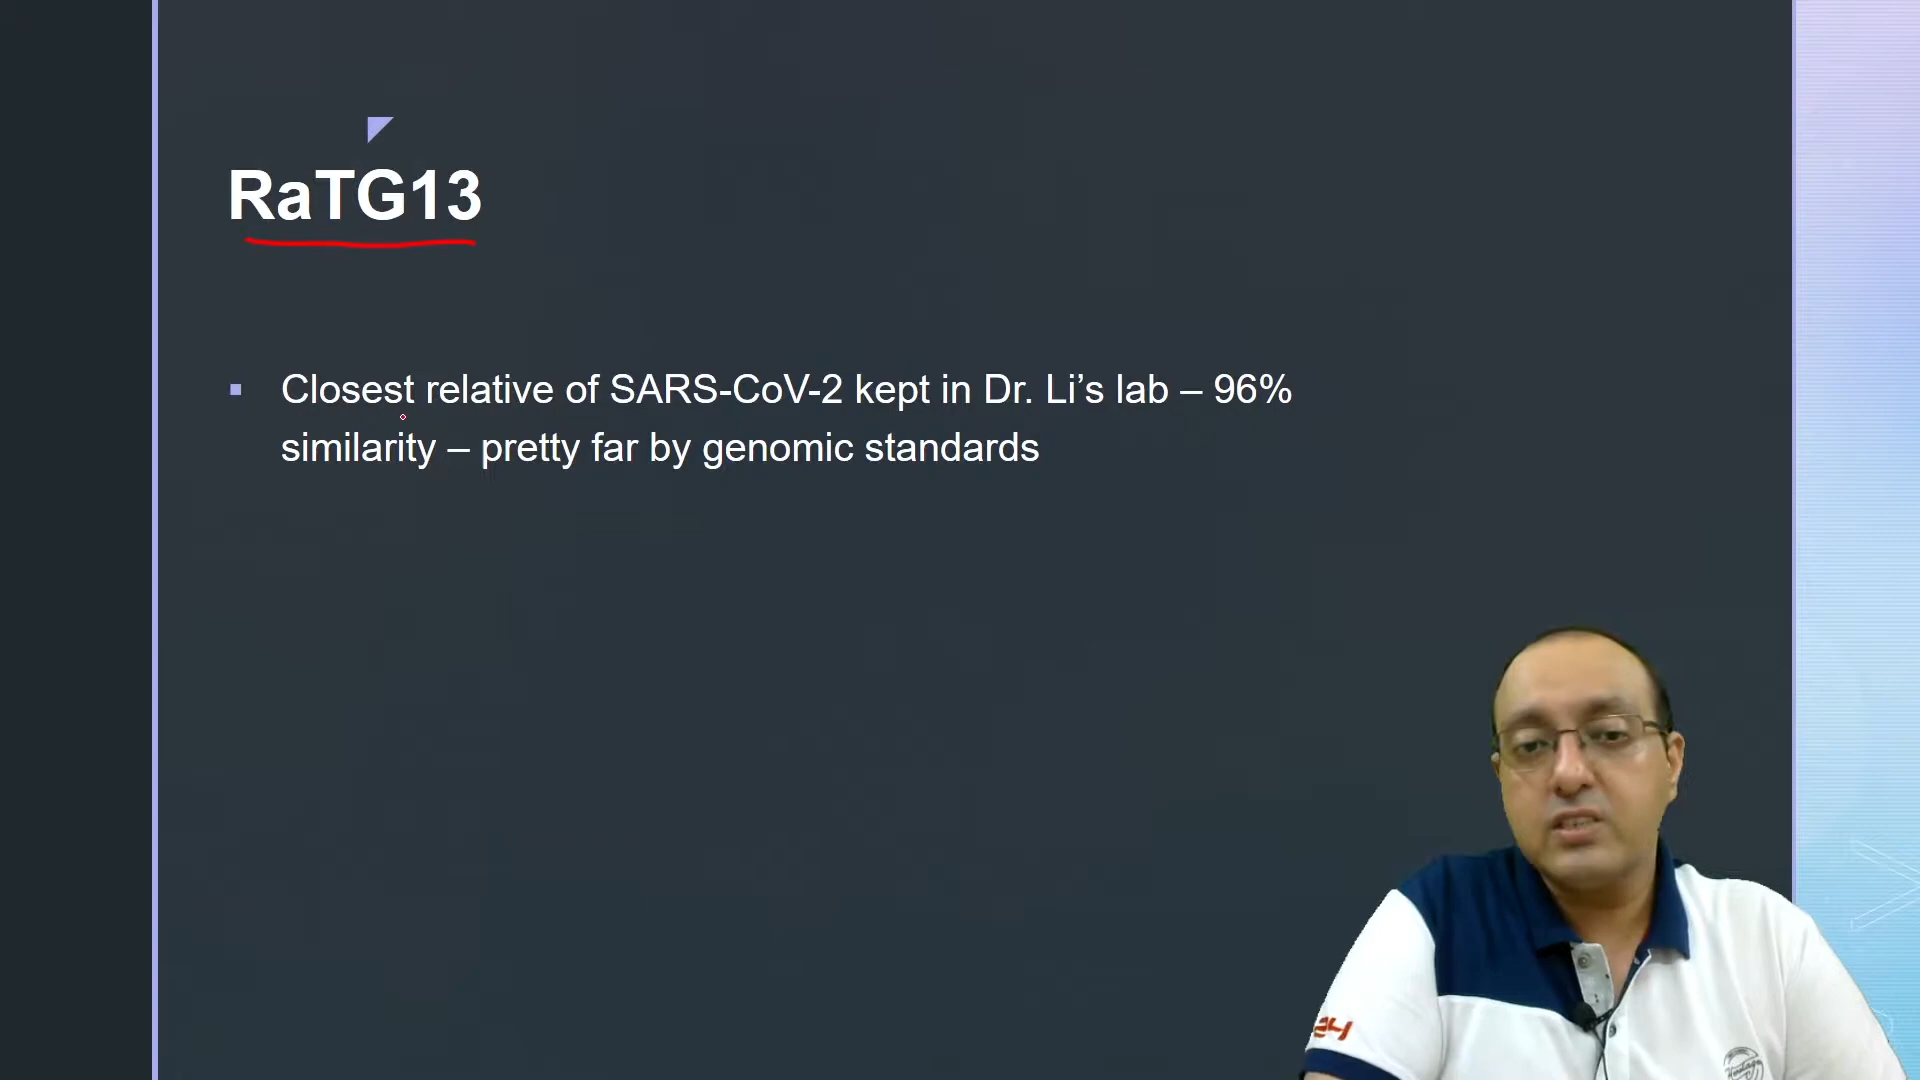 RaTG13
Closest relative of SARS-CoV-2 kept in Dr. Li’s lab – 96%
similarity – pretty far by genomic standards
24